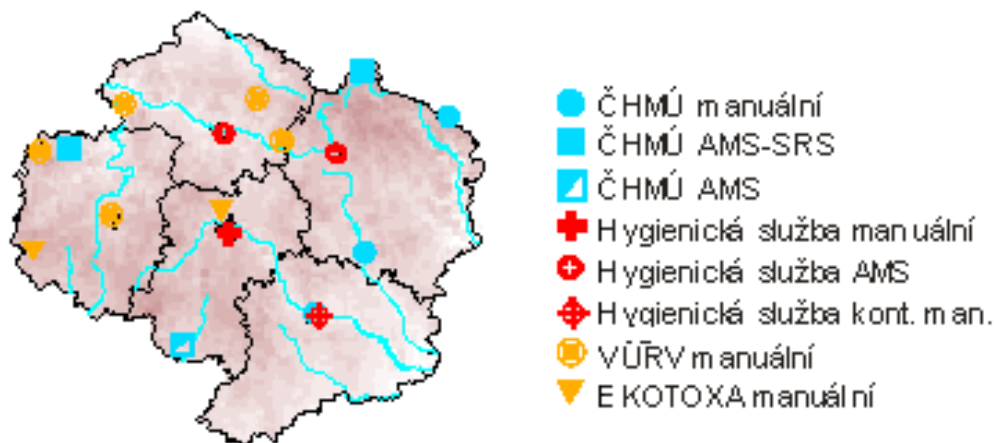 ČHMÚ manuální
ČHMÚ AMS-SRS
ČHMÚ AMS
Hygienická služba manuální
Hygienická služba AMS
Hygienická služba kont. man.
VÚRV manuální
EKOTOXA manuální